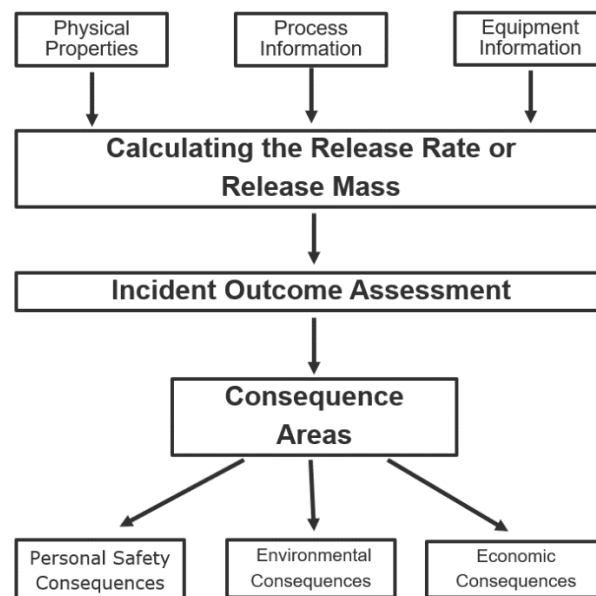 Physical
Properties
Process
Information
Equipment
Information
Calculating the Release Rate or
Release Mass
Incident Outcome Assessment
Consequence
Areas
Personal Safety
Consequences
Environmental
Consequences
Economic
Consequences